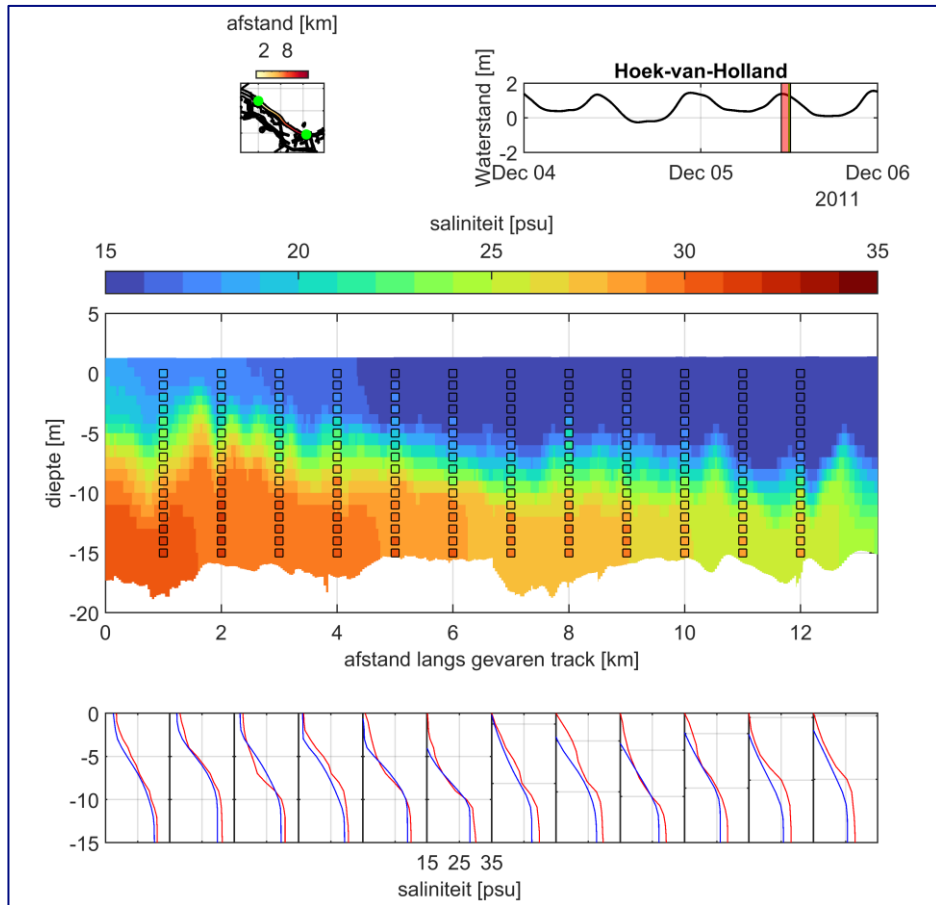 afstand [km]
2 8
Hoek-van-Holland
Waterstand [m]
2
0
-2
Dec 04 Dec 05 Dec 06
2011
saliniteit [psu]
15 20 25 30 35
diepte [m]
5
0
-5
-10
-15
-20
0 2 4 6 8 10 12
afstand langs gevaren track [km]
0
-5
-10
-15
15 25 35
saliniteit [psu]